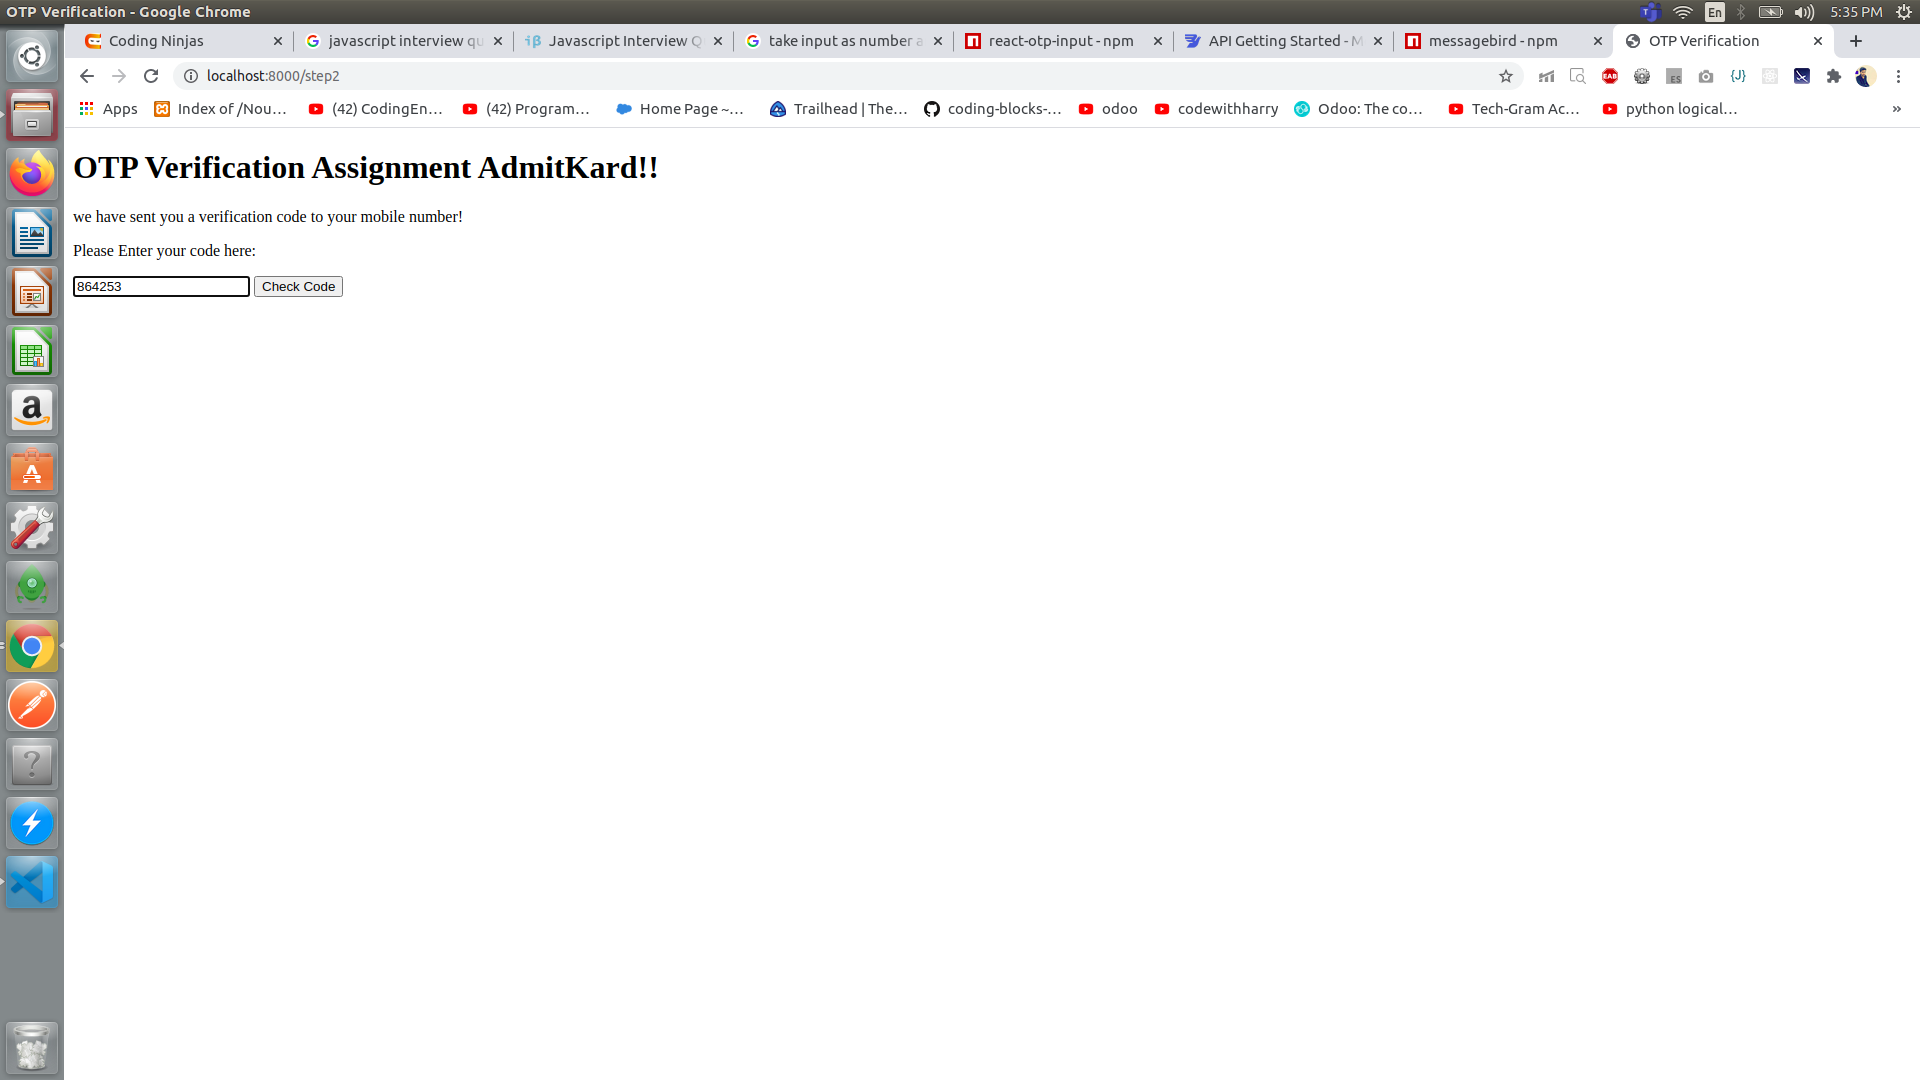 OTP Verification - Google Chrome
En
5:35 PM
Coding Ninjas
javascript interview qu
Javascript Interview Q
take input as number a
react-otp-input - npm
API Getting Started - M
messagebird - npm
OTP Verification
localhost:8000/step2
EAB
ES
{J}
Apps
Index of /Nou...
(42) CodingEn...
(42) Program...
Home Page ~...
Trailhead | The...
coding-blocks-...
odoo
codewithharry
Odoo: The co...
Tech-Gram Ac...
python logical...
»
OTP Verification Assignment AdmitKard!!
we have sent you a verification code to your mobile number!
Please Enter your code here:
864253
Check Code